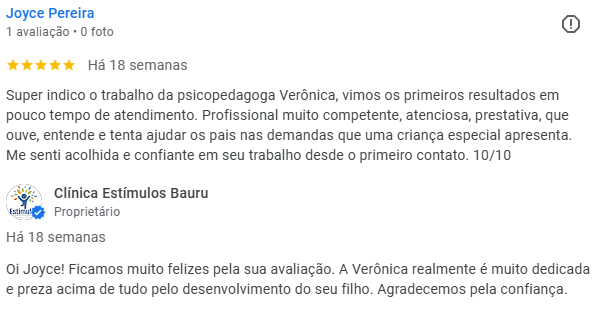 Joyce Pereira
1 avaliação • 0 foto
Há 18 semanas
Super indico o trabalho da psicopedagoga Verônica, vimos os primeiros resultados em
pouco tempo de atendimento. Profissional muito competente, atenciosa, prestativa, que
ouve, entende e tenta ajudar os pais nas demandas que uma criança especial apresenta.
Me senti acolhida e confiante em seu trabalho desde o primeiro contato. 10/10
Clínica Estímulos Bauru
Proprietário
Há 18 semanas
Oi Joyce! Ficamos muito felizes pela sua avaliação. A Verônica realmente é muito dedicada
e preza acima de tudo pelo desenvolvimento do seu filho. Agradecemos pela confiança.